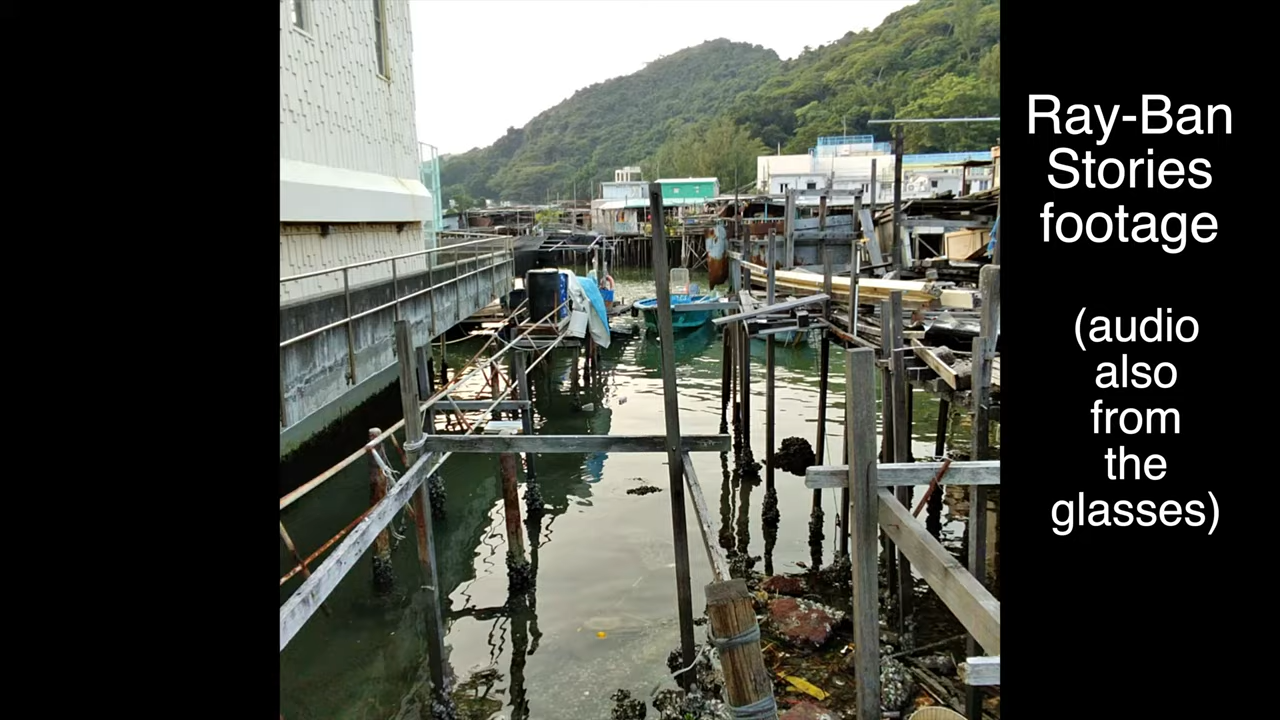 Ray-Ban
Stories
footage
(audio
also
from
the
glasses)